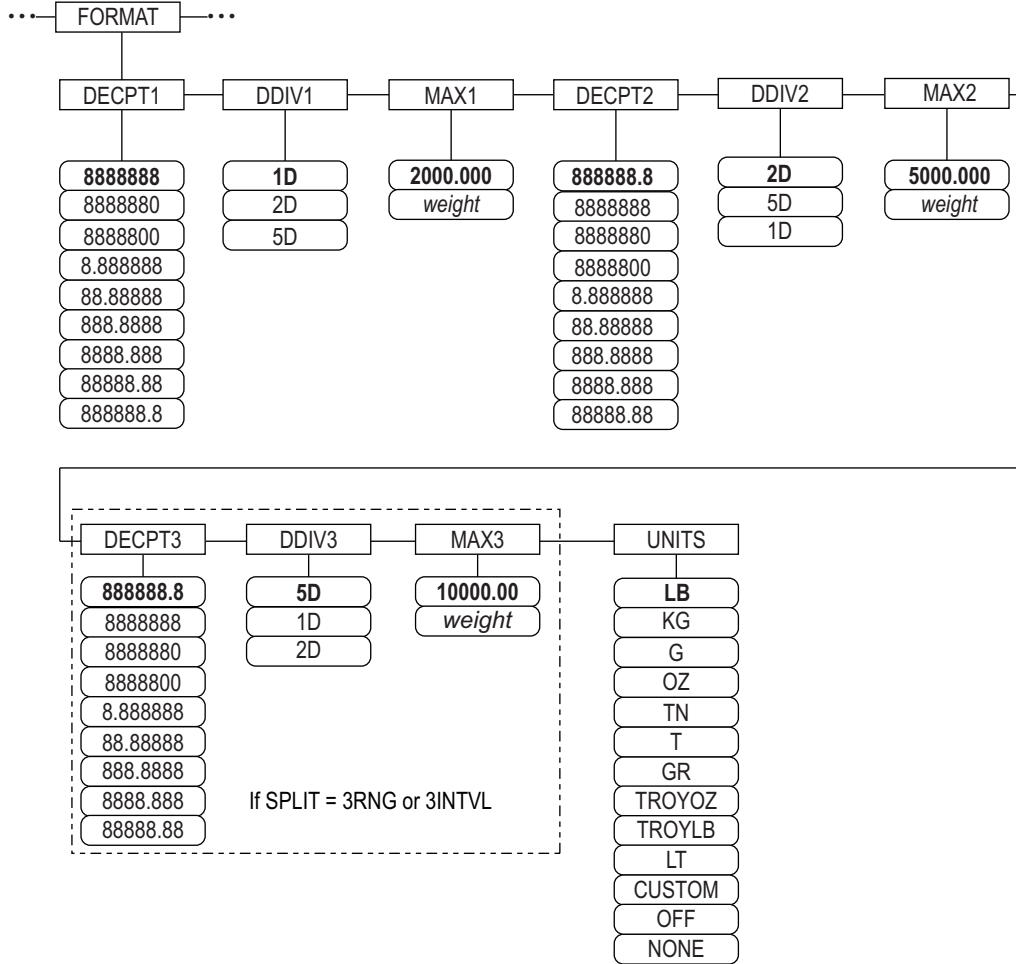 ••• FORMAT •••
DECPT1 DDIV1 MAX1 DECPT2 DDIV2 MAX2
8888888
8888880
8888800
8.888888
88.88888
888.8888
8888.888
88888.88
888888.8
1D
2D
5D
2000.000
weight
888888.8
8888888
8888880
8888800
8.888888
88.88888
888.8888
8888.888
88888.88
2D
5D
1D
5000.000
weight
DECPT3 DDIV3 MAX3 UNITS
888888.8
8888888
8888880
8888800
8.888888
88.88888
888.8888
8888.888
88888.88
5D
1D
2D
10000.00
weight
If SPLIT = 3RNG or 3INTVL
LB
KG
G
OZ
TN
T
GR
TROYOZ
TROYLB
LT
CUSTOM
OFF
NONE